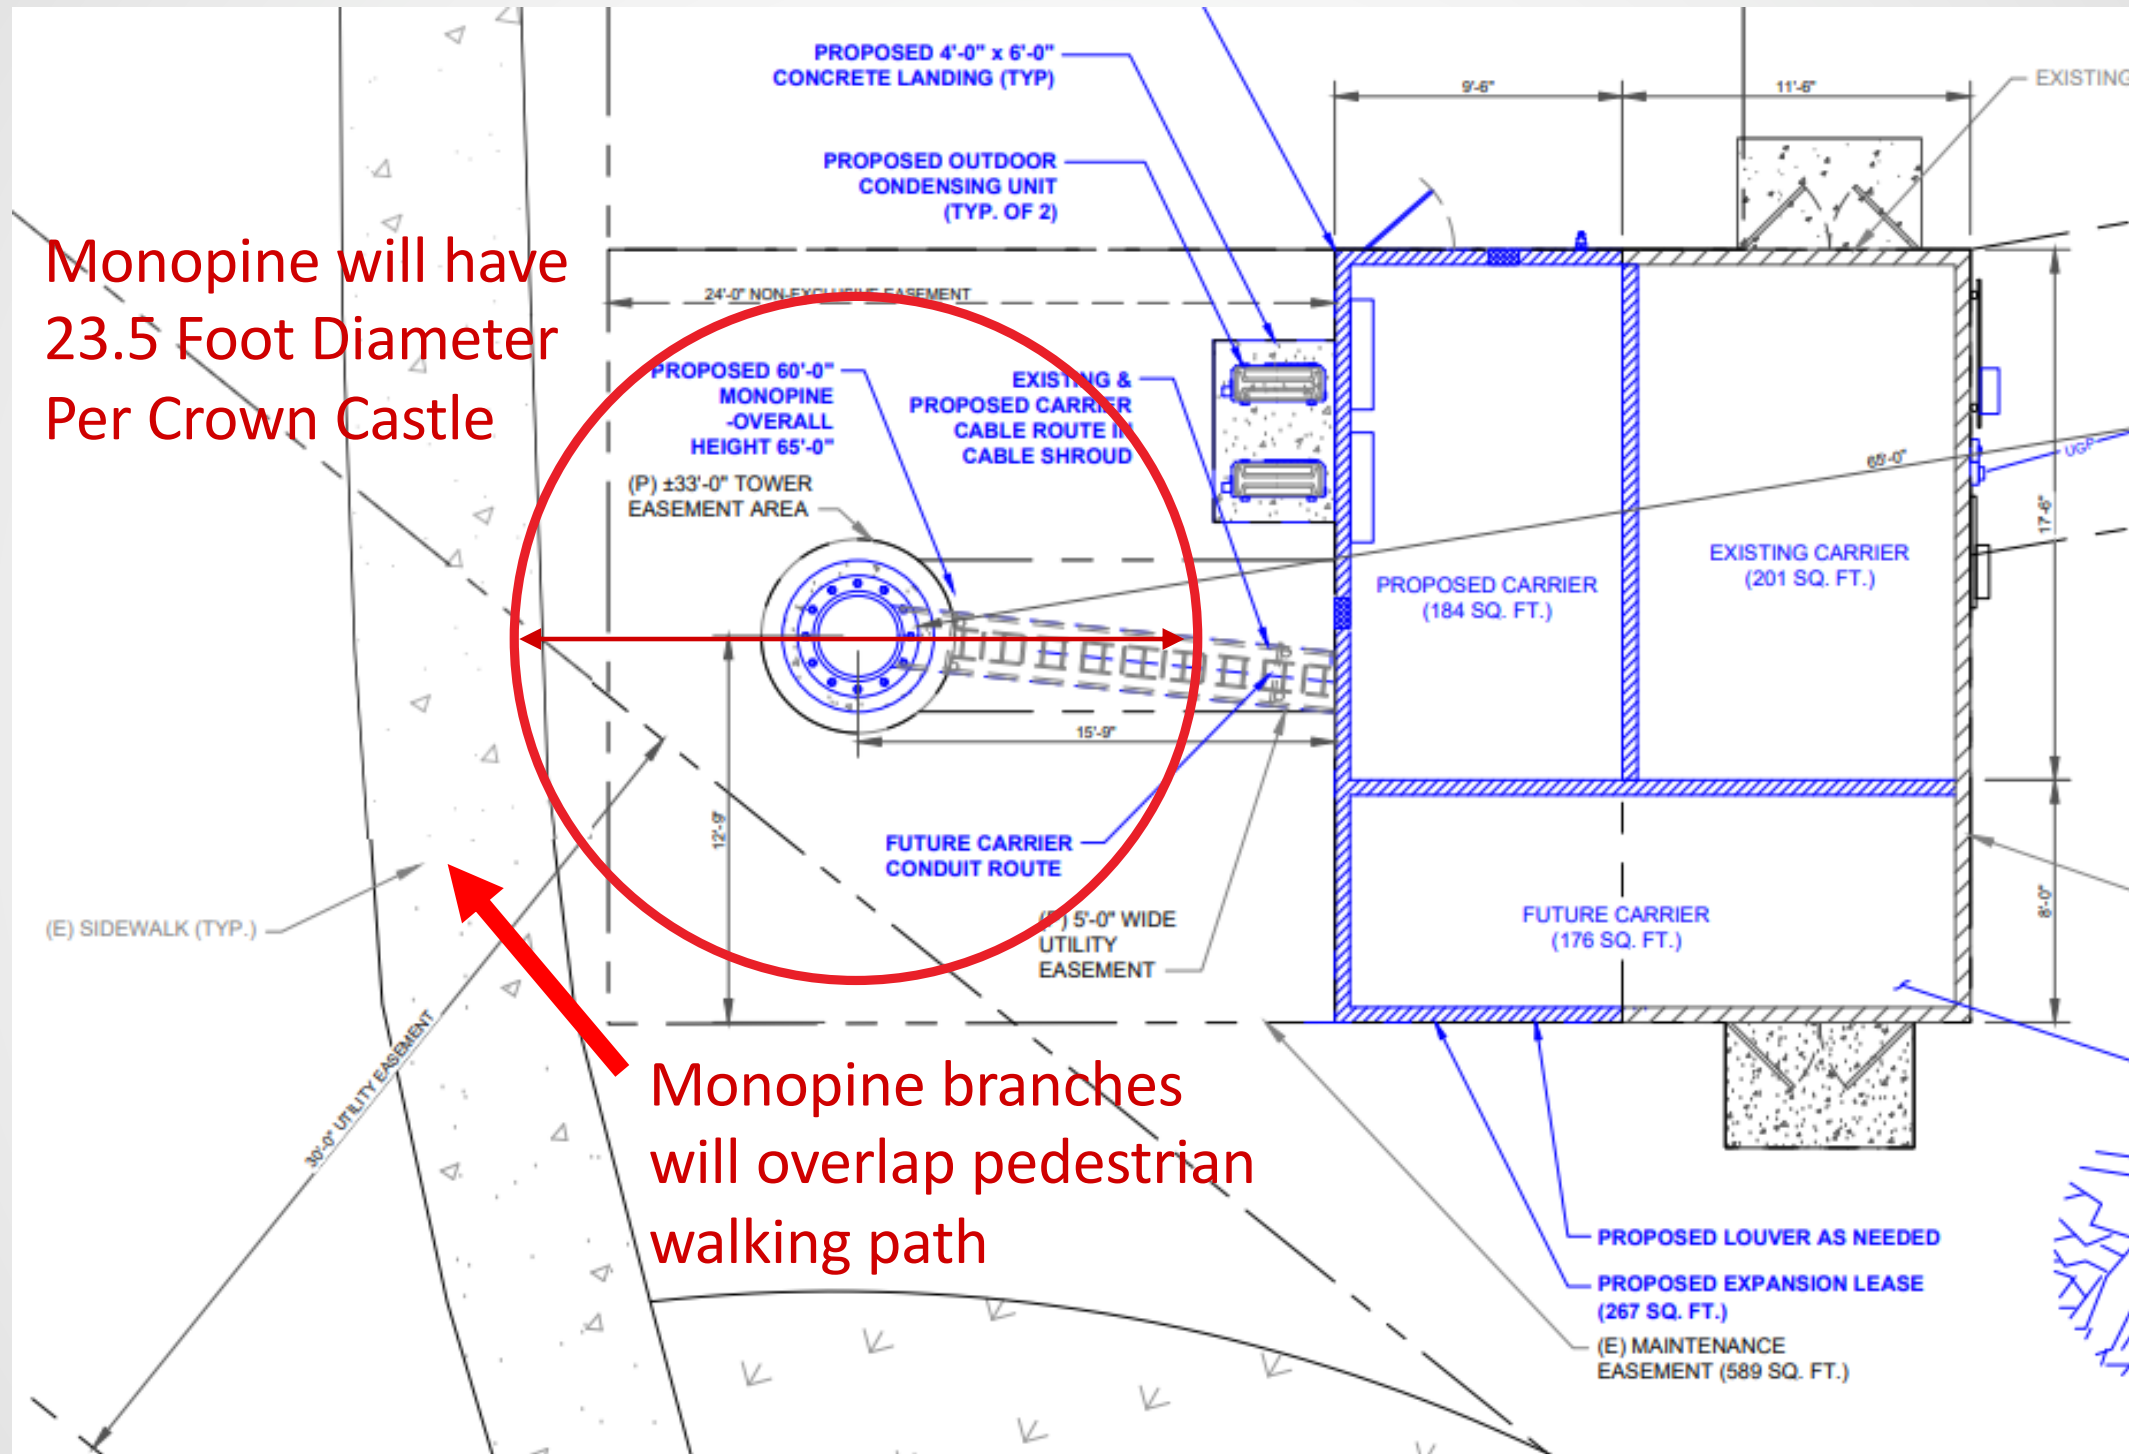 PROPOSED 4'-0" x 6'-0"
CONCRETE LANDING (TYP)
9'-6"
11'-6"
EXISTING
PROPOSED OUTDOOR
CONDENSING UNIT
(TYP. OF 2)
Monopine will have
23.5 Foot Diameter
Per Crown Castle
24'-0" NON-EXCLUSIVE EASEMENT
PROPOSED 60'-0"
MONOPINE
-OVERALL
HEIGHT 65'-0"
EXISTING &
PROPOSED CARRIER
CABLE ROUTE IN
CABLE SHROUD
(P) ±33'-0" TOWER
EASEMENT AREA
65'-0"
UGP
17'-6"
EXISTING CARRIER
(201 SQ. FT.)
PROPOSED CARRIER
(184 SQ. FT.)
15'-9"
12'-9"
FUTURE CARRIER
CONDUIT ROUTE
(P) 5'-0" WIDE
UTILITY
EASEMENT
FUTURE CARRIER
(176 SQ. FT.)
8'-0"
(E) SIDEWALK (TYP.)
30'-0" UTILITY EASEMENT
Monopine branches
will overlap pedestrian
walking path
PROPOSED LOUVER AS NEEDED
PROPOSED EXPANSION LEASE
(267 SQ. FT.)
(E) MAINTENANCE
EASEMENT (589 SQ. FT.)